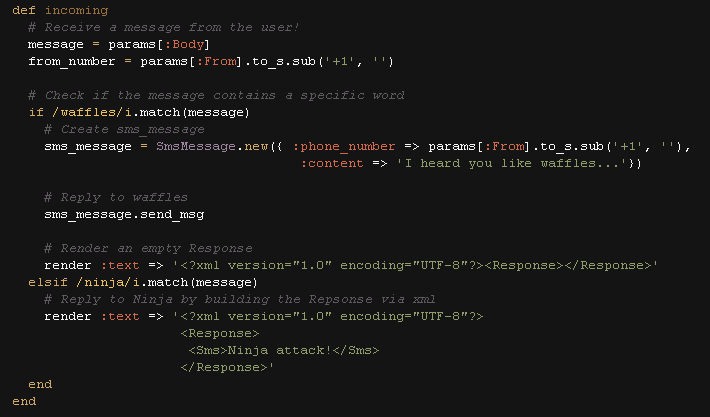 def incoming
  # Receive a message from the user!
  message = params[:Body]
  from_number = params[:From].to_s.sub('+1', '')

  # Check if the message contains a specific word
  if /waffles/i.match(message)
    # Create sms_message
    sms_message = SmsMessage.new({ :phone_number => params[:From].to_s.sub('+1', ''),
                                    :content => 'I heard you like waffles...'})

    # Reply to waffles
    sms_message.send_msg

    # Render an empty Response
    render :text => '<?xml version="1.0" encoding="UTF-8"?><Response></Response>'
  elsif /ninja/i.match(message)
    # Reply to Ninja by building the Repsonse via xml
    render :text => '<?xml version="1.0" encoding="UTF-8"?>
                     <Response>
                      <Sms>Ninja attack!</Sms>
                     </Response>'
  end
end